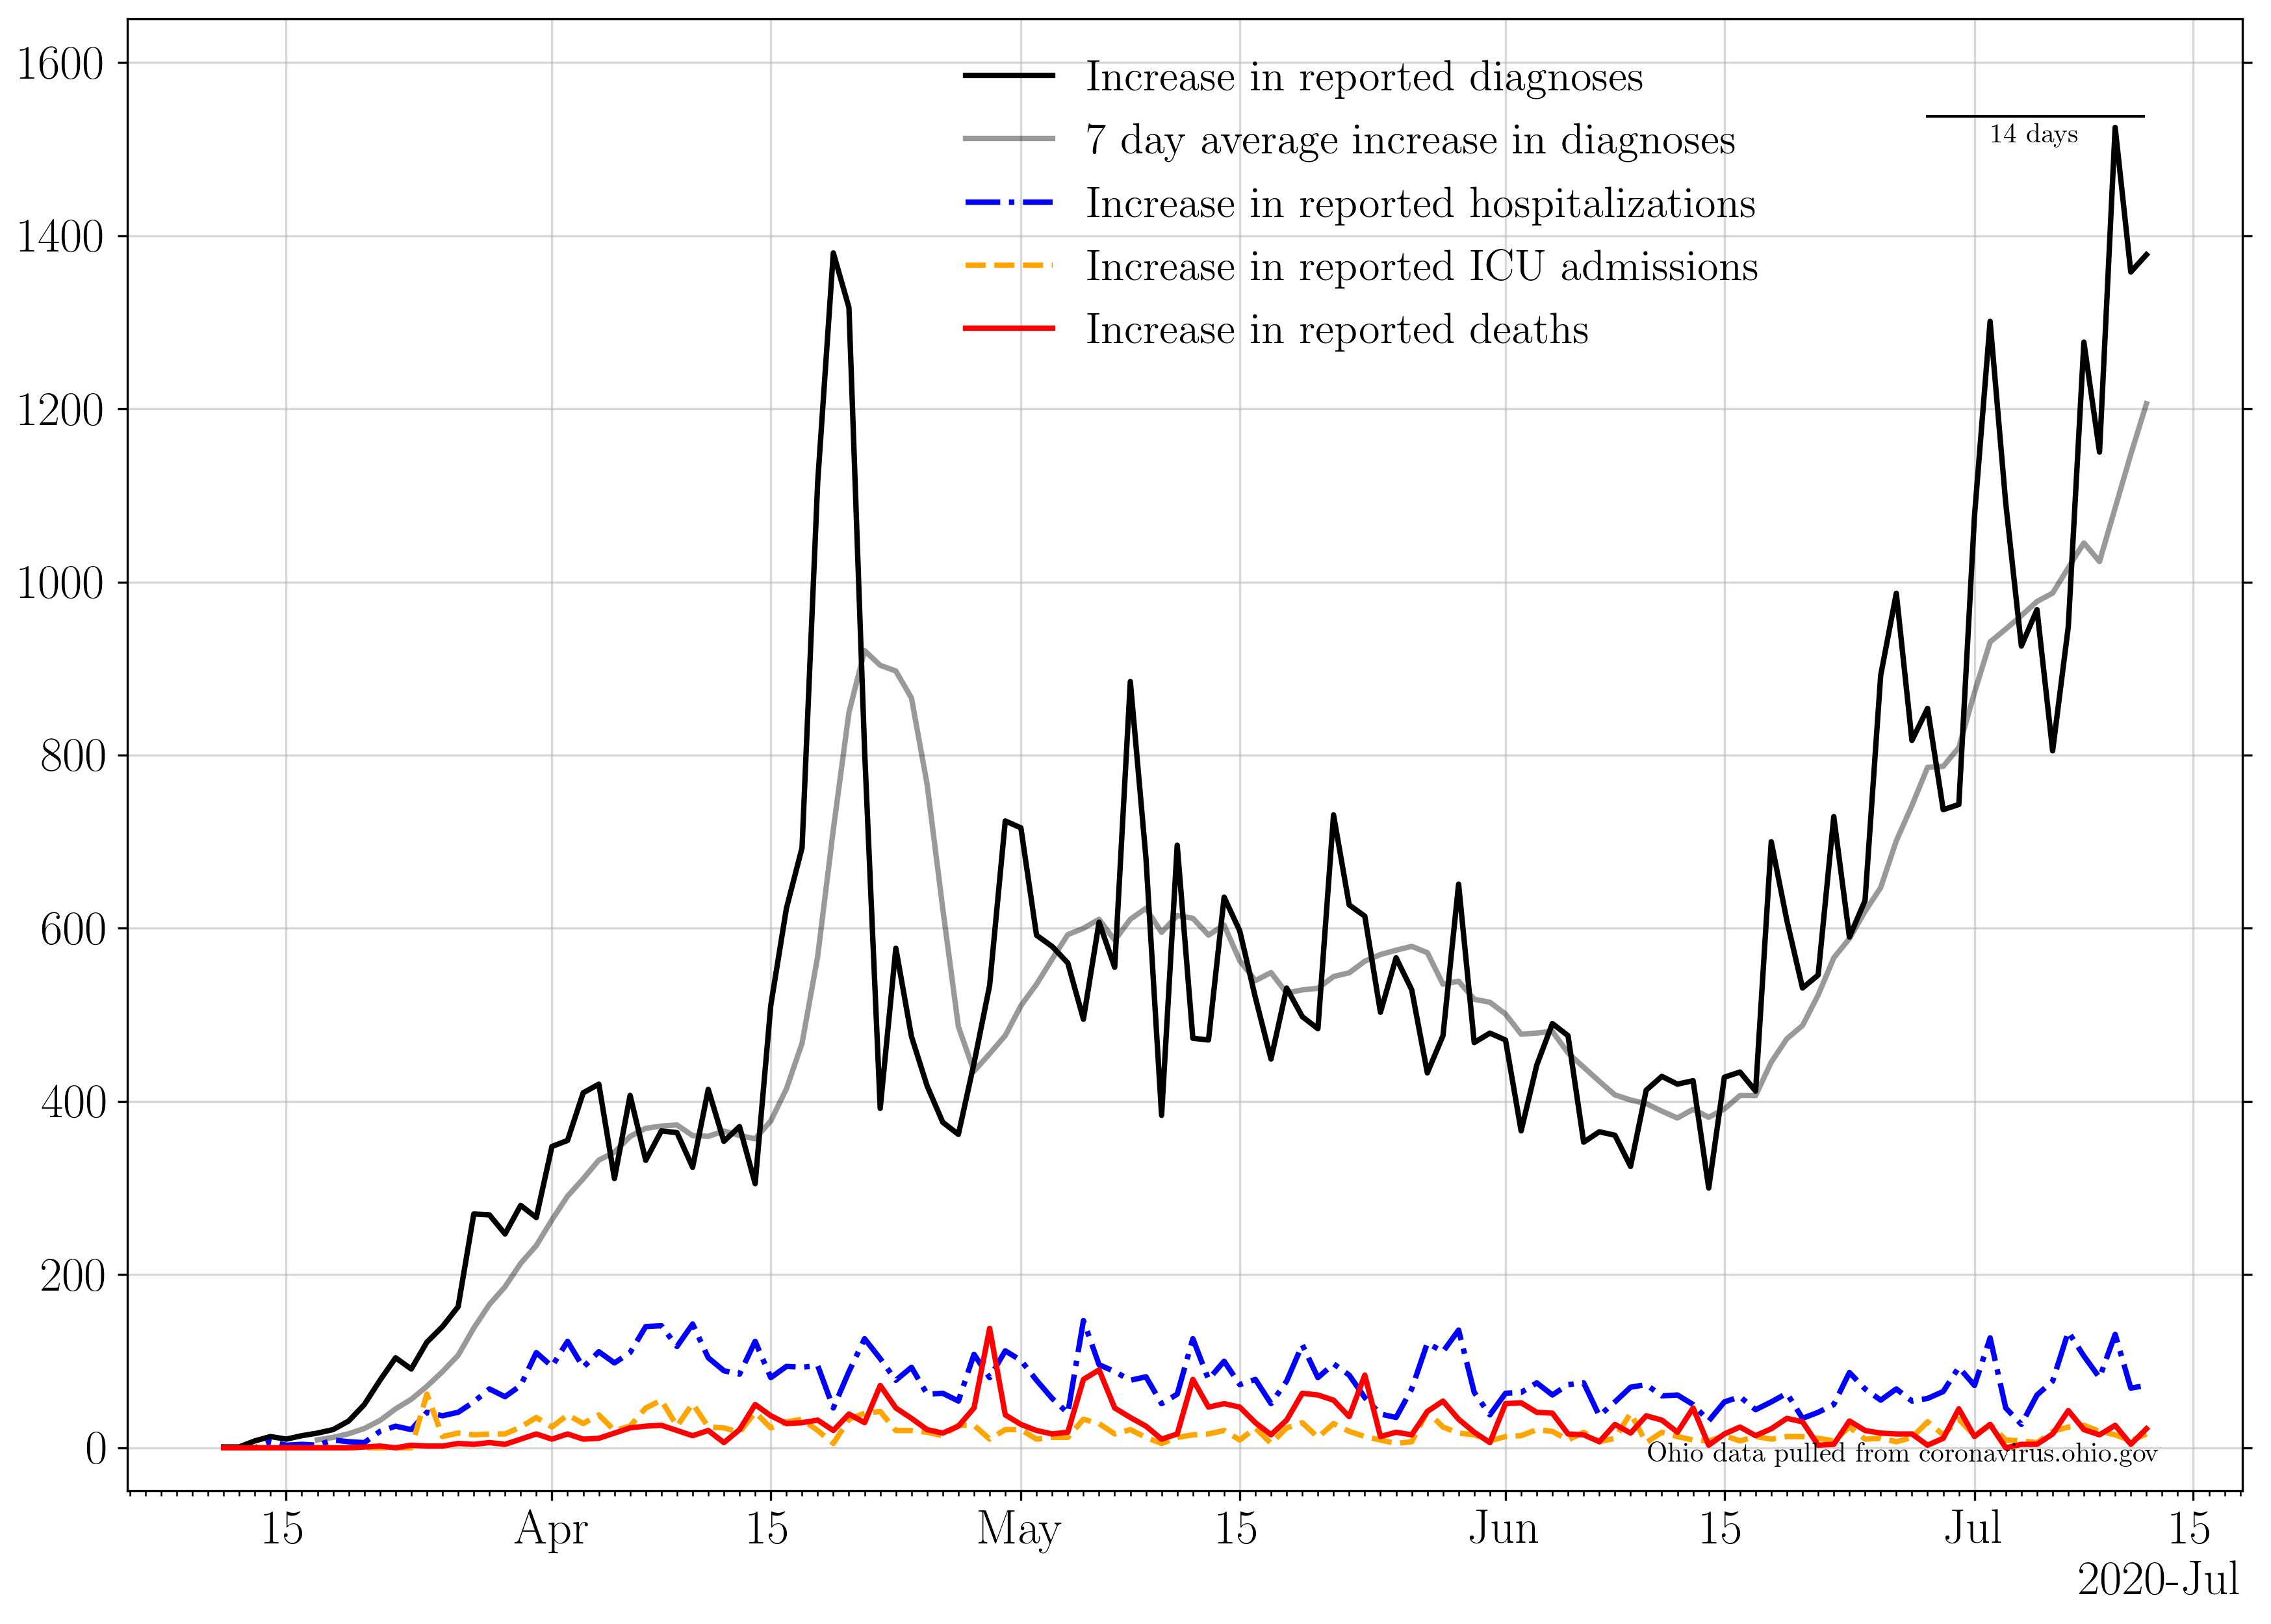 1600
1400
1200
1000
800
600
400
200
0
Increase in reported diagnoses
7 day average increase in diagnoses
Increase in reported hospitalizations
Increase in reported ICU admissions
Increase in reported deaths
14 days
Ohio data pulled from coronavirus.ohio.gov
15 Apr 15 May 15 Jun 15 Jul 15
2020-Jul